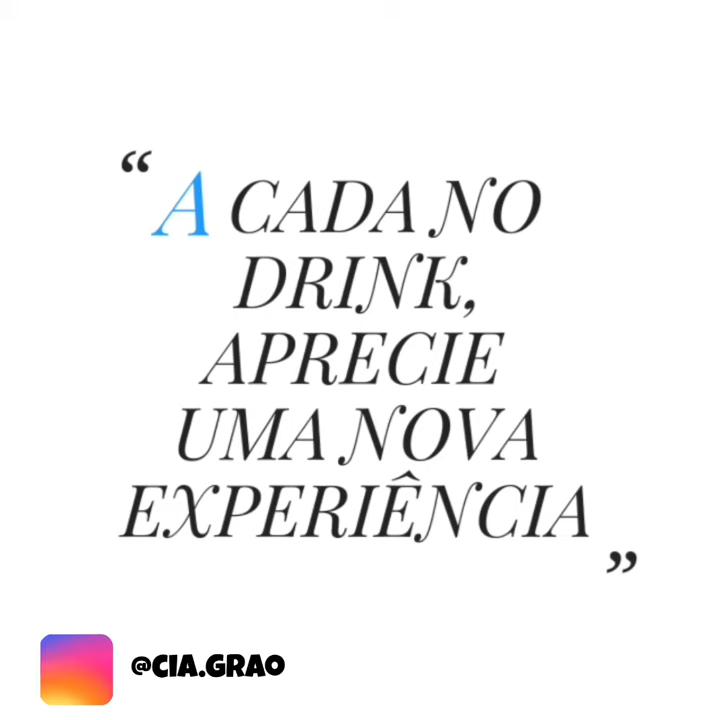 “A CADA NO
DRINK,
APRECIE
UMA NOVA
EXPERIÊNCIA”
@CIA.GRAO